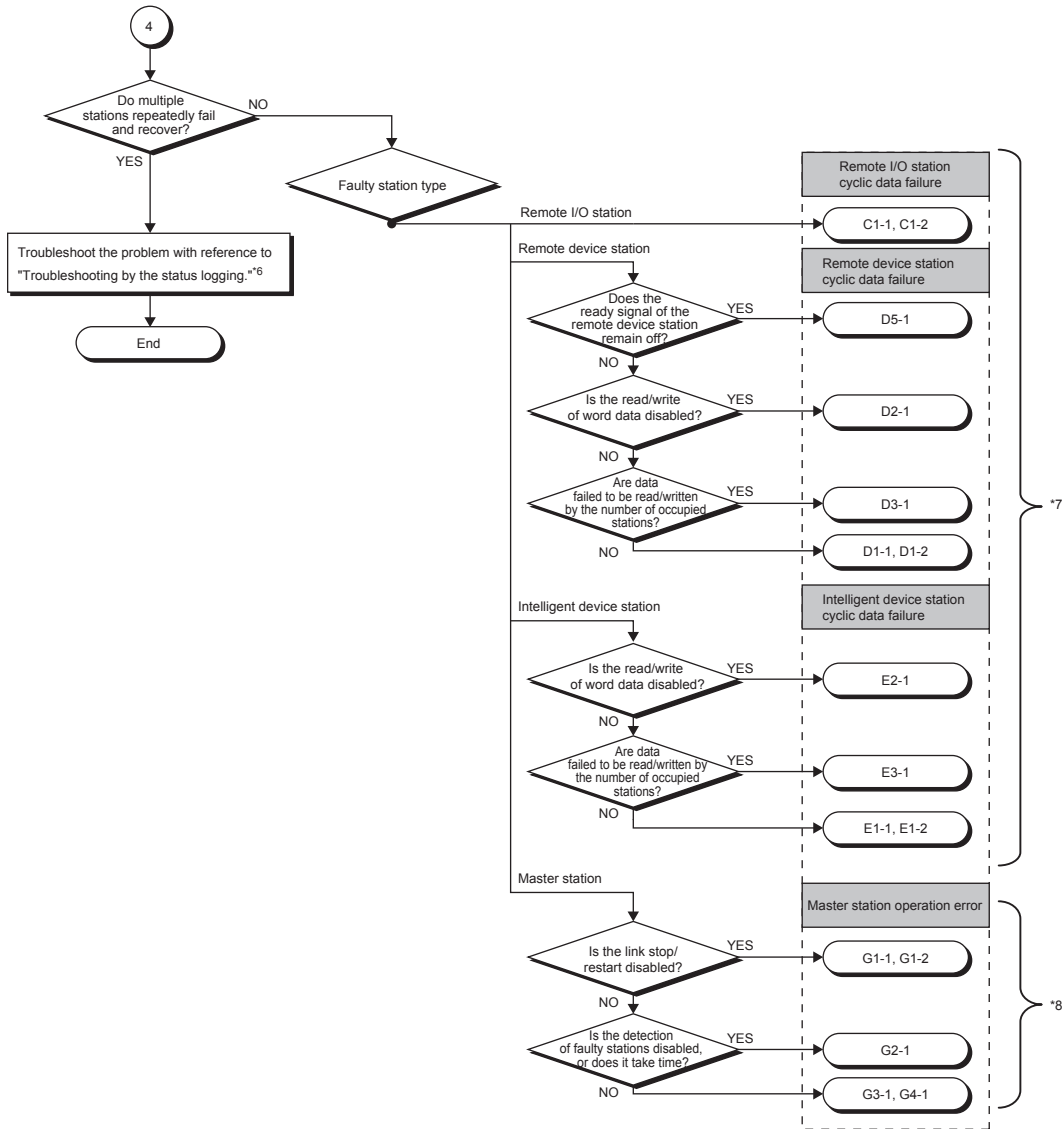 4
Do multiple
stations repeatedly fail
and recover?
NO
YES
Faulty station type
Troubleshoot the problem with reference to
"Troubleshooting by the status logging."*6
End
Remote I/O station
Remote I/O station
cyclic data failure
C1-1, C1-2
Remote device station
Remote device station
cyclic data failure
Does the
ready signal of the
remote device station
remain off?
YES
D5-1
NO
Is the read/write
of word data disabled?
YES
D2-1
NO
Are data
failed to be read/written
by the number of occupied
stations?
YES
D3-1
NO
D1-1, D1-2
*7
Intelligent device station
Intelligent device station
cyclic data failure
Is the read/write
of word data disabled?
YES
E2-1
NO
Are data
failed to be read/written by
the number of occupied
stations?
YES
E3-1
NO
E1-1, E1-2
Master station
Master station operation error
Is the link stop/
restart disabled?
YES
G1-1, G1-2
NO
*8
Is the detection
of faulty stations disabled,
or does it take time?
YES
G2-1
NO
G3-1, G4-1